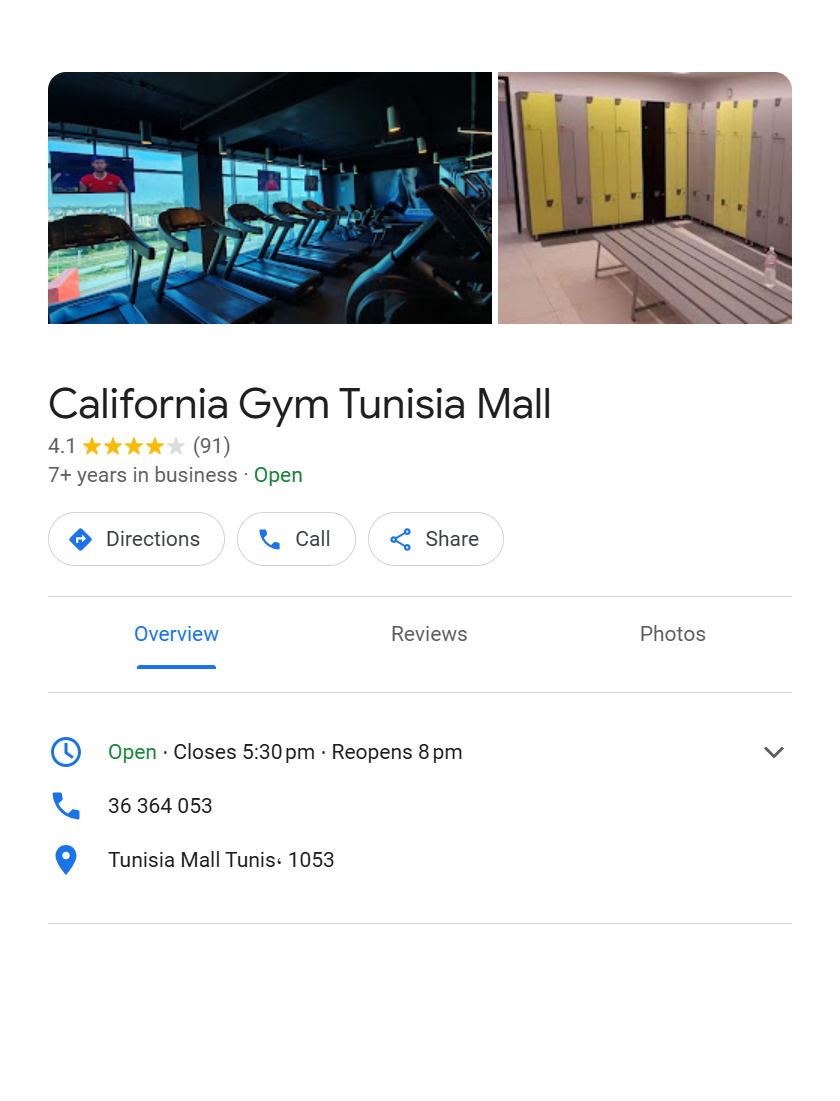 California Gym Tunisia Mall
4.1 (91)
7+ years in business · Open
Directions Call Share
Overview Reviews Photos
Open · Closes 5:30 pm · Reopens 8 pm
36 364 053
Tunisia Mall Tunis، 1053